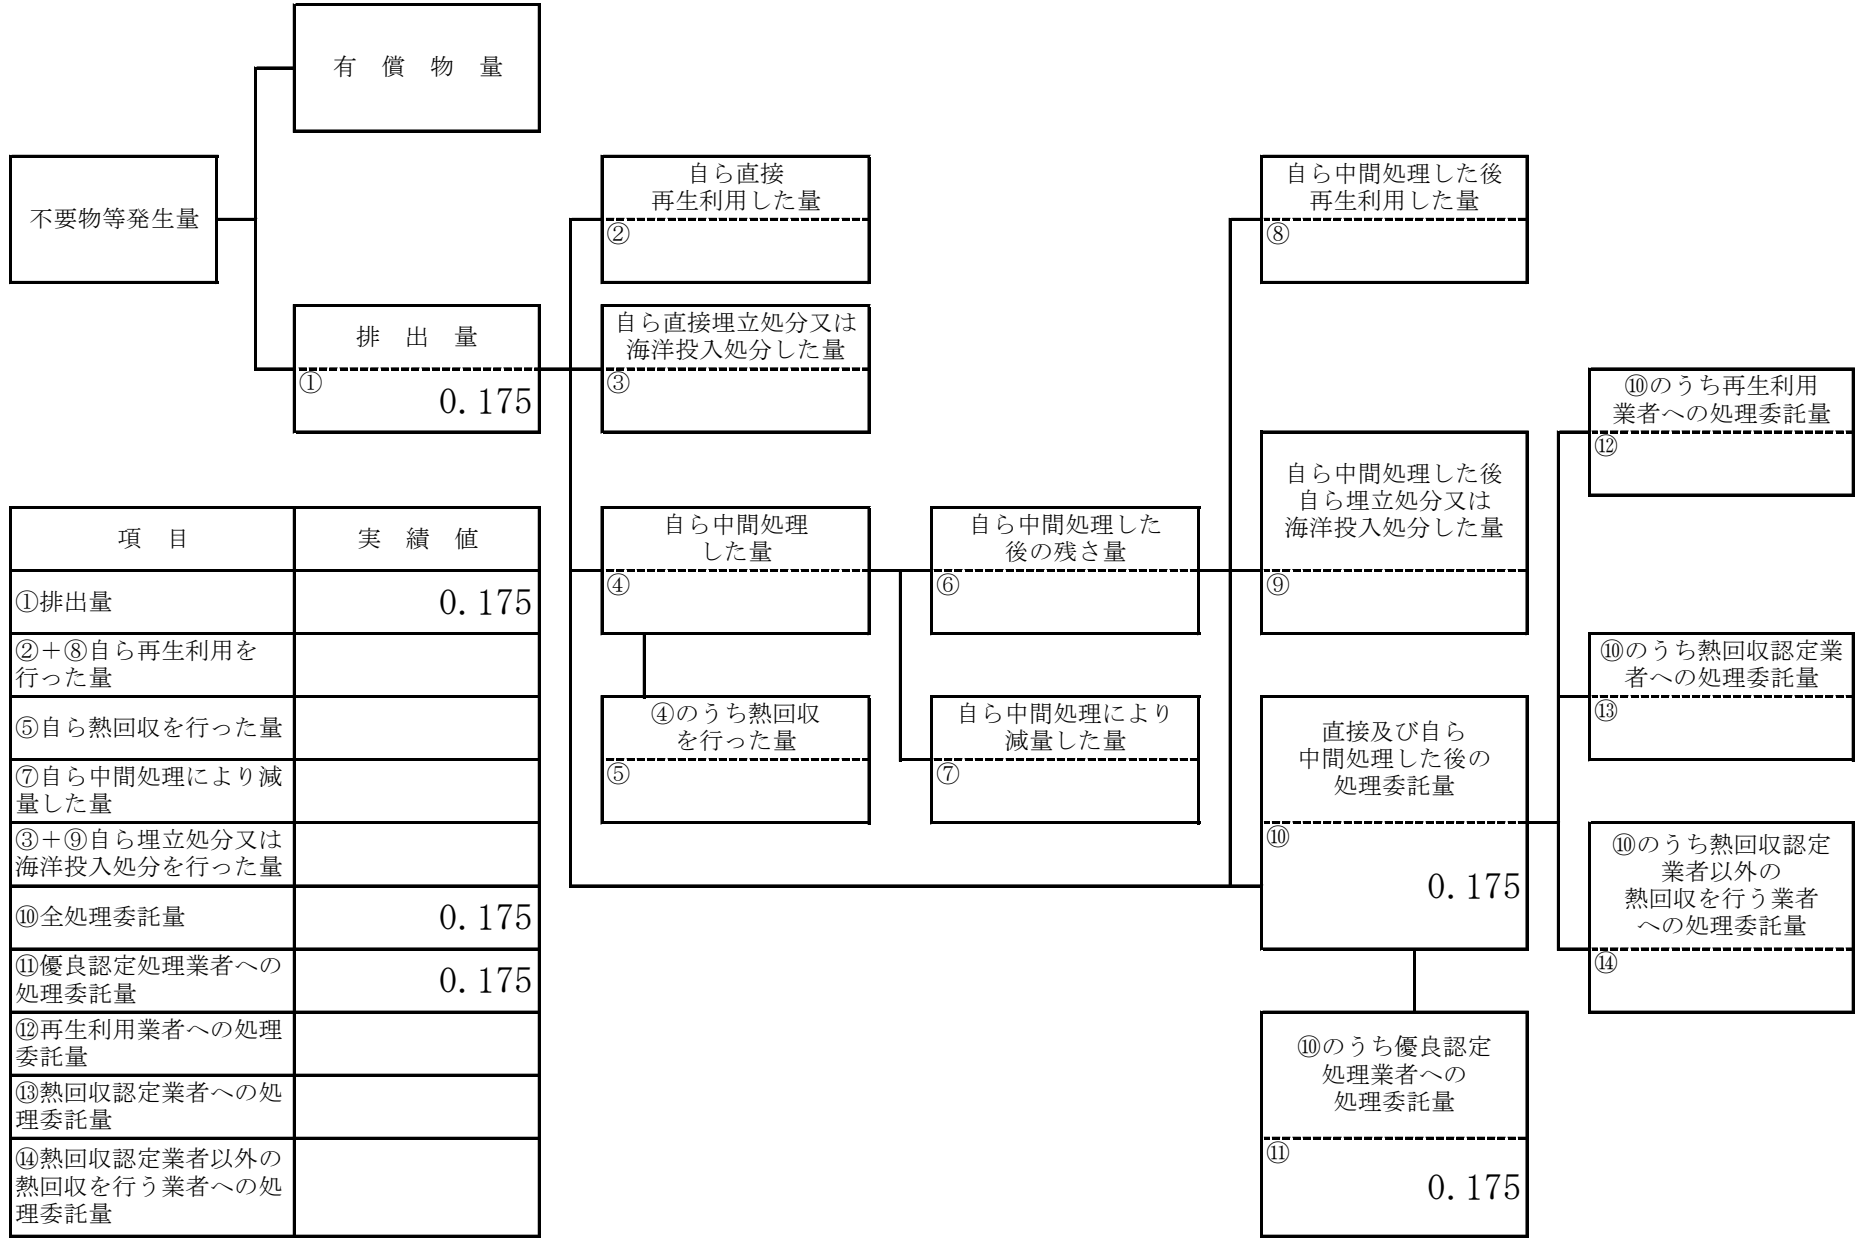 有 償 物 量
不要物等発生量
自ら直接
再生利用した量
②
自ら中間処理した後
再生利用した量
⑧
排 出 量
①
0.175
自ら直接埋立処分又は
海洋投入処分した量
③
⑩のうち再生利用
業者への処理委託量
⑫
自ら中間処理した後
自ら埋立処分又は
海洋投入処分した量
⑨
自ら中間処理
した量
④
自ら中間処理した
後の残さ量
⑥
⑩のうち熱回収認定業
者への処理委託量
⑬
④のうち熱回収
を行った量
⑤
自ら中間処理により
減量した量
⑦
直接及び自ら
中間処理した後の
処理委託量
⑩
0.175
⑩のうち熱回収認定
業者以外の
熱回収を行う業者
への処理委託量
⑭
⑩のうち優良認定
処理業者への
処理委託量
⑪
0.175
項 目 実 績 値
①排出量 0.175
②＋⑧自ら再生利用を
行った量
⑤自ら熱回収を行った量
⑦自ら中間処理により減
量した量
③＋⑨自ら埋立処分又は
海洋投入処分を行った量
⑩全処理委託量 0.175
⑪優良認定処理業者への
処理委託量 0.175
⑫再生利用業者への処理
委託量
⑬熱回収認定業者への処
理委託量
⑭熱回収認定業者以外の
熱回収を行う業者への処
理委託量